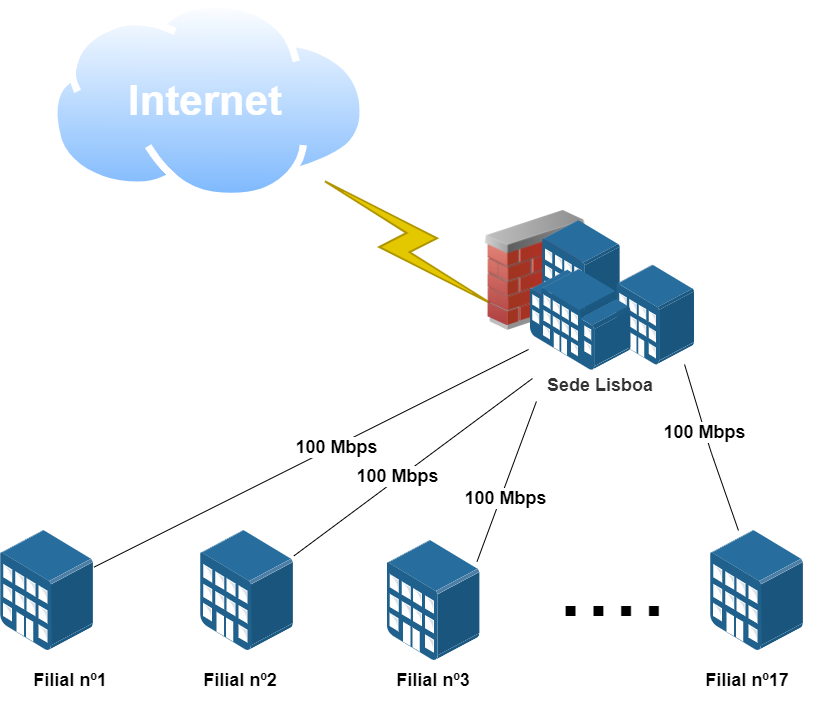 Internet
Sede Lisboa
100 Mbps
100 Mbps
100 Mbps
100 Mbps
Filial nº1
Filial nº2
Filial nº3
Filial nº17